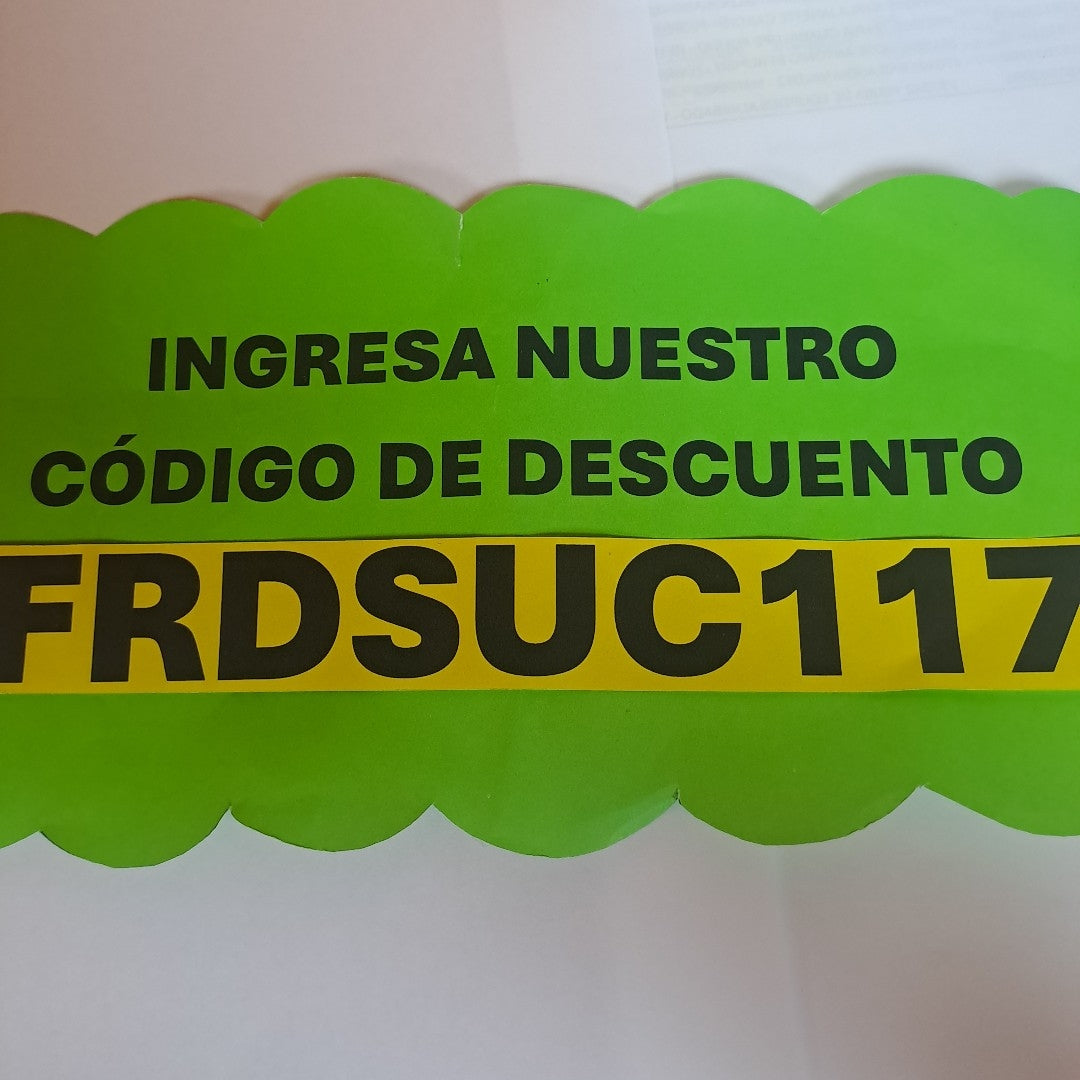 INGRESA NUESTRO
CÓDIGO DE DESCUENTO
FRDSUC117